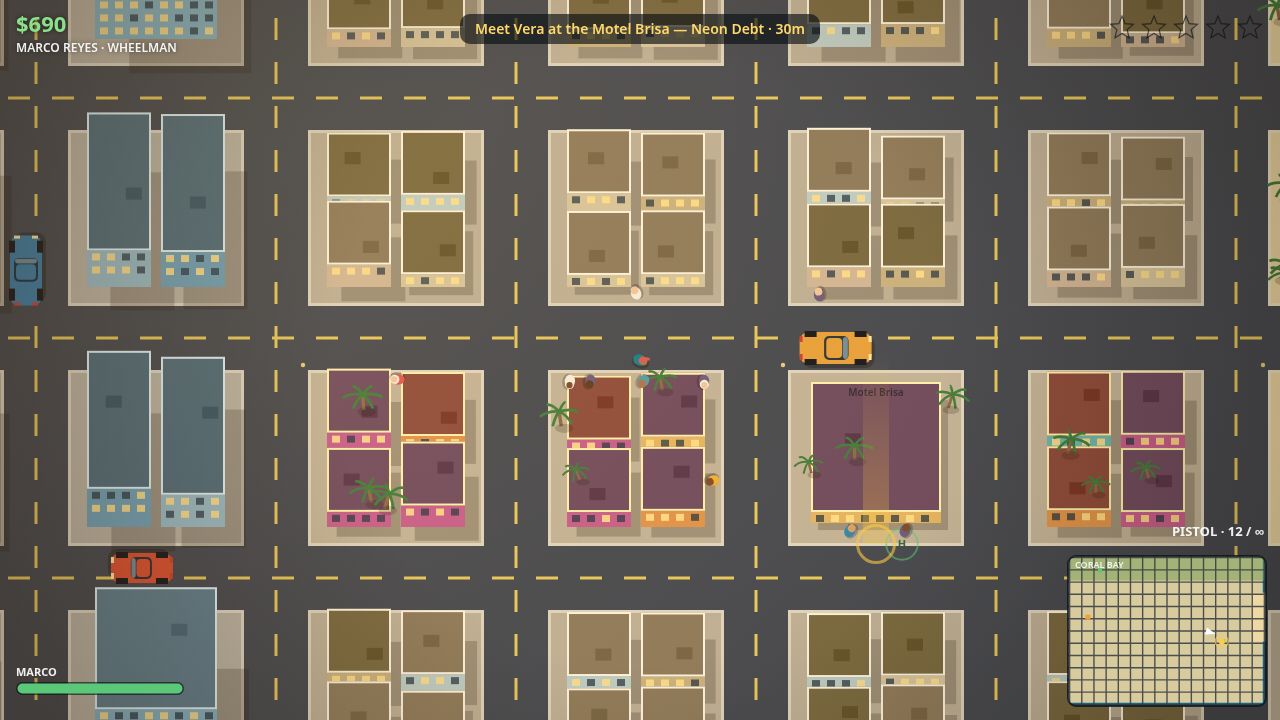 $690
MARCO REYES · WHEELMAN
Meet Vera at the Motel Brisa — Neon Debt · 30m
Motel Brisa
H
PISTOL · 12 / ∞
CORAL BAY
MARCO